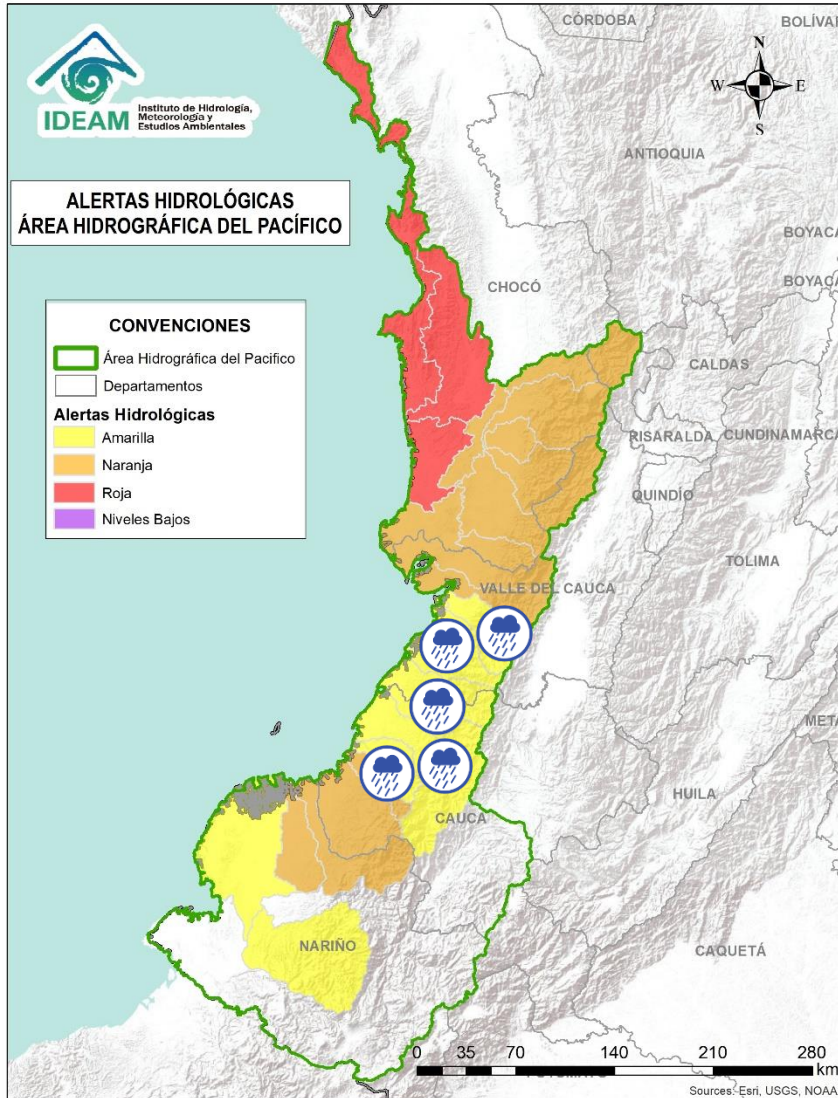 CÓRDOBA
BOLÍVAR
N
W
E
S
IDEAM
Instituto de Hidrología,
Meteorología y
Estudios Ambientales
ANTIOQUIA
ALERTAS HIDROLÓGICAS
ÁREA HIDROGRÁFICA DEL PACÍFICO
BOYACÁ
CHOCÓ
BOYACÁ
CONVENCIONES
Área Hidrográfica del Pacifico
Departamentos
Alertas Hidrológicas
Amarilla
Naranja
Roja
Niveles Bajos
CALDAS
RISARALDA
CUNDINAMARCA
QUINDÍO
TOLIMA
VALLE DEL CAUCA
META
HUILA
CAUCA
NARIÑO
CAQUETÁ
0 35 70 140 210 280
km
Sources: Esri, USGS, NOAA